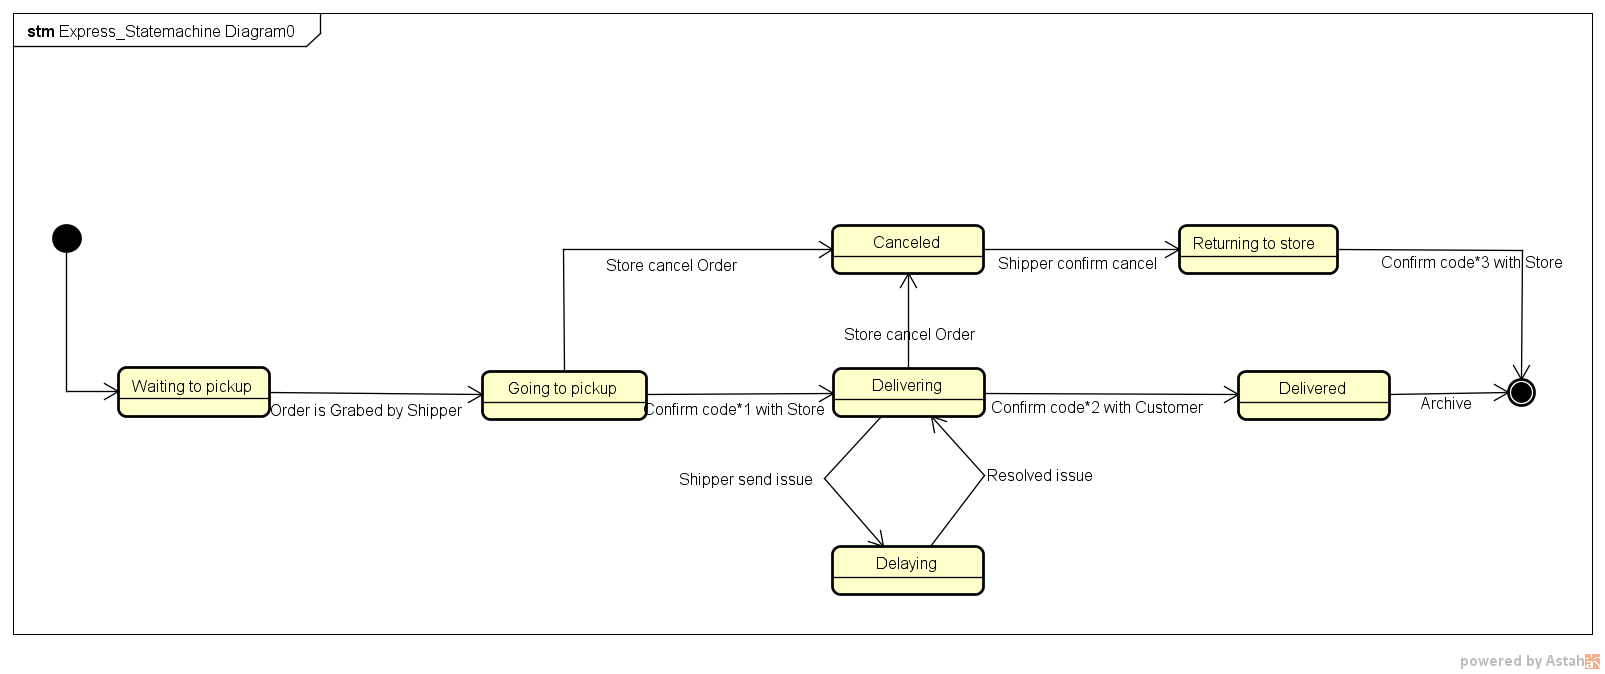 stm Express_Statemachine Diagram0
Canceled
Returning to store
Store cancel Order
Shipper confirm cancel
Confirm code*3 with Store
Store cancel Order
Waiting to pickup
Going to pickup
Delivering
Delivered
Order is Grabed by Shipper
Confirm code*1 with Store
Confirm code*2 with Customer
Archive
Shipper send issue
Resolved issue
Delaying
powered by Astah